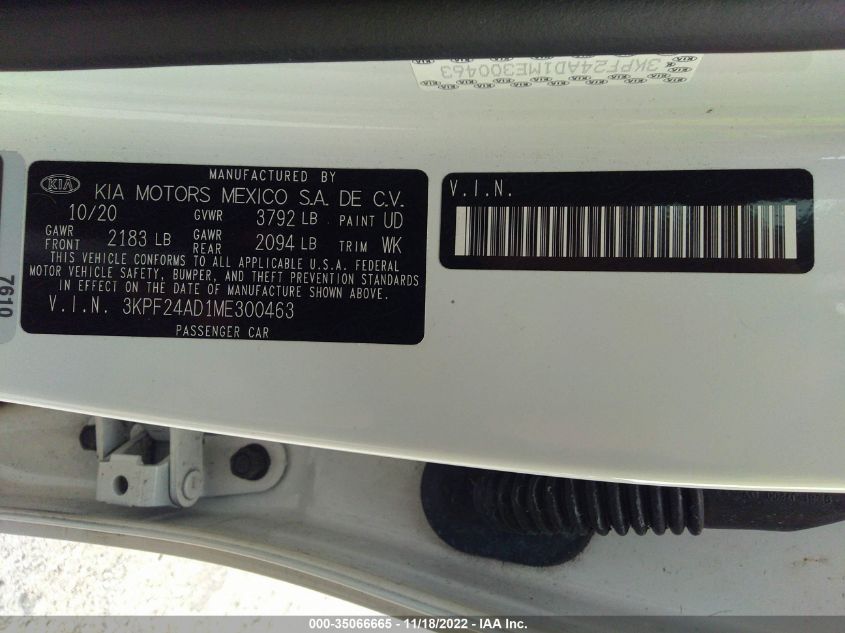 3KPF24AD1ME300463
MANUFACTURED BY
KIA KIA MOTORS MEXICO S.A. DE C.V.
10/20 GVWR 3792 LB PAINT UD
GAWR FRONT 2183 LB GAWR REAR 2094 LB TRIM WK
THIS VEHICLE CONFORMS TO ALL APPLICABLE U.S.A. FEDERAL
MOTOR VEHICLE SAFETY, BUMPER, AND THEFT PREVENTION STANDARDS
IN EFFECT ON THE DATE OF MANUFACTURE SHOWN ABOVE.
V.I.N. 3KPF24AD1ME300463
PASSENGER CAR
V.I.N.
7610
000-35066665 - 11/18/2022 - IAA Inc.